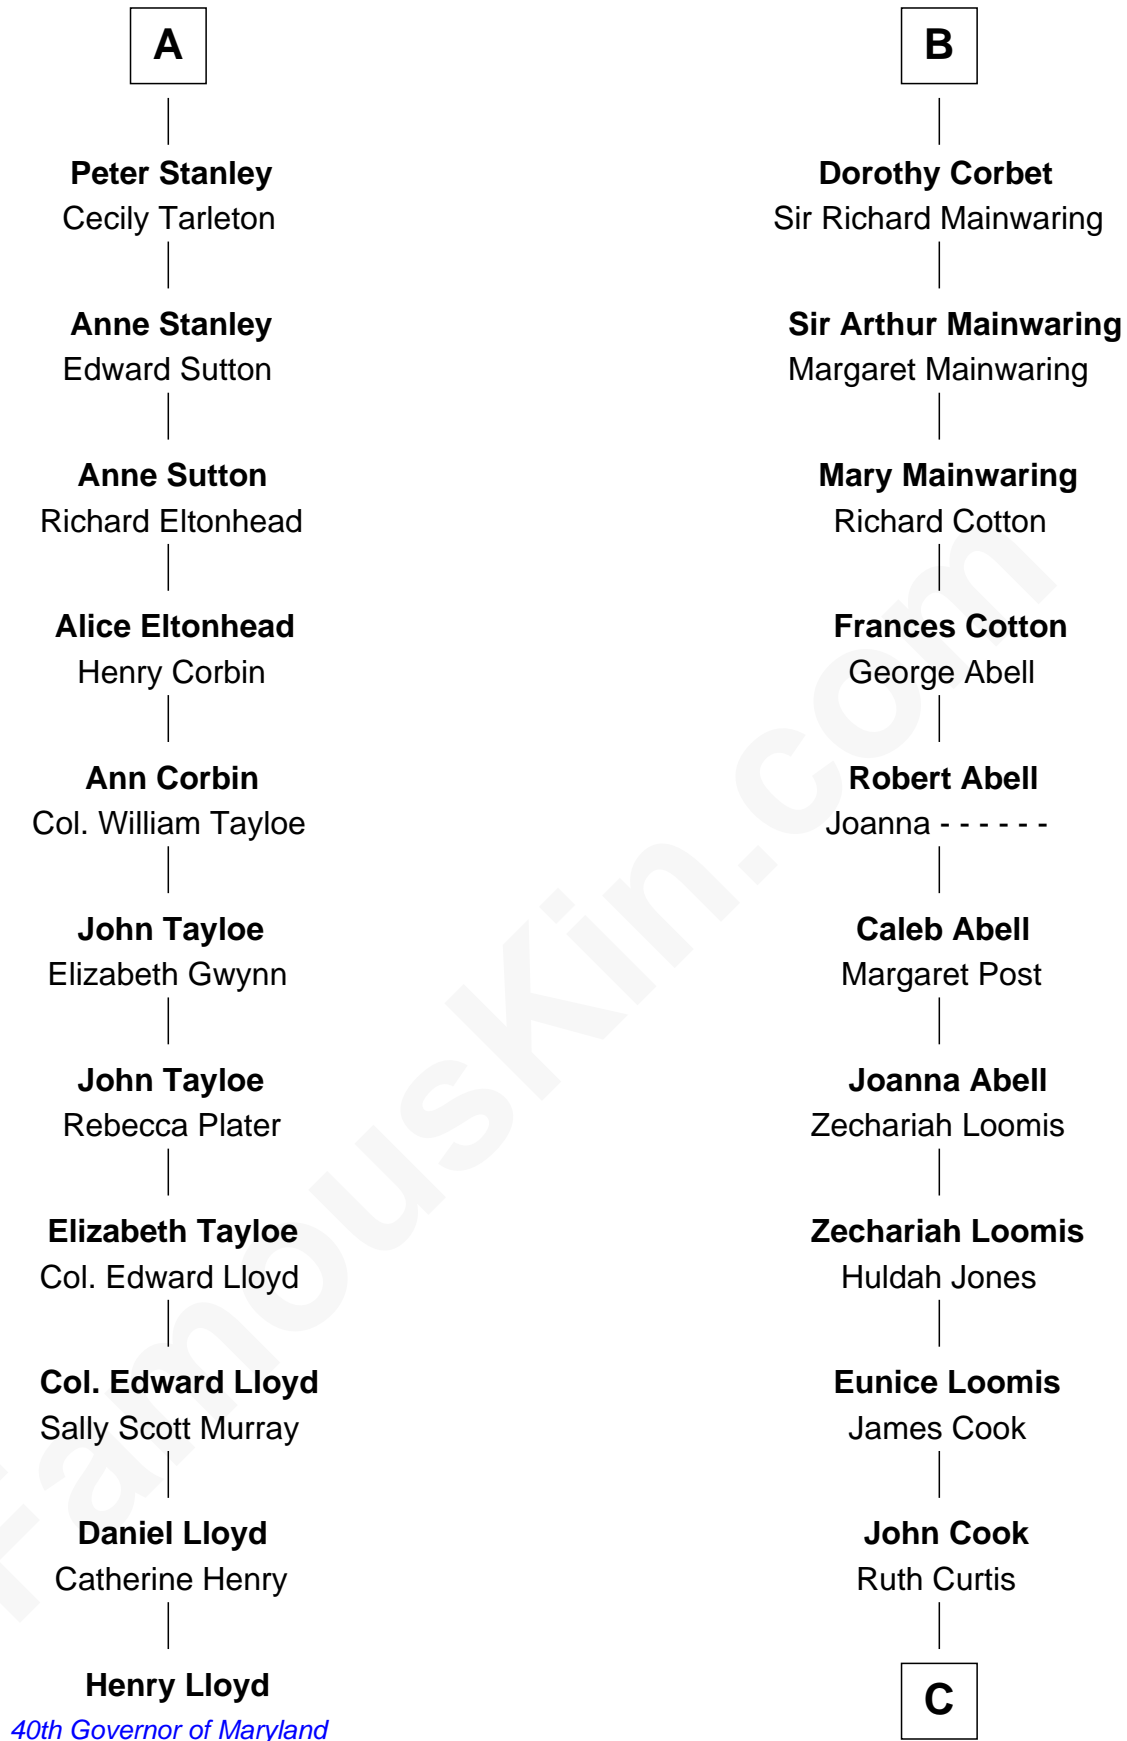 A
Peter Stanley
Cecily Tarleton
Anne Stanley
Edward Sutton
Anne Sutton
Richard Eltonhead
Alice Eltonhead
Henry Corbin
Ann Corbin
Col. William Tayloe
John Tayloe
Elizabeth Gwynn
John Tayloe
Rebecca Plater
Elizabeth Tayloe
Col. Edward Lloyd
Col. Edward Lloyd
Sally Scott Murray
Daniel Lloyd
Catherine Henry
Henry Lloyd
40th Governor of Maryland
B
Dorothy Corbet
Sir Richard Mainwaring
Sir Arthur Mainwaring
Margaret Mainwaring
Mary Mainwaring
Richard Cotton
Frances Cotton
George Abell
Robert Abell
Joanna - - - - - -
Caleb Abell
Margaret Post
Joanna Abell
Zechariah Loomis
Zechariah Loomis
Huldah Jones
Eunice Loomis
James Cook
John Cook
Ruth Curtis
C
FamousKin.com